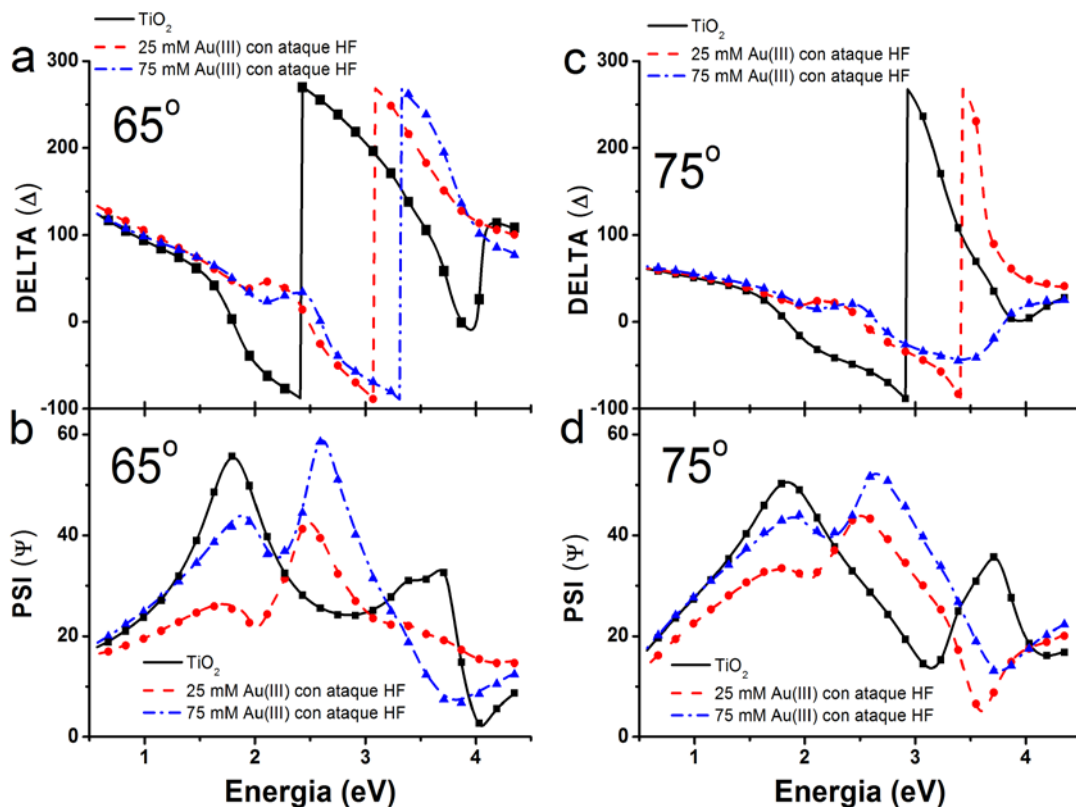 TiO2
25 mM Au(III) con ataque HF
75 mM Au(III) con ataque HF
a
65o
DELTA (Δ)
300
200
100
0
-100
b
65o
PSI (Ψ)
60
40
20
0
TiO2
25 mM Au(III) con ataque HF
75 mM Au(III) con ataque HF
1 2 3 4
Energia (eV)
TiO2
25 mM Au(III) con ataque HF
75 mM Au(III) con ataque HF
c
75o
DELTA (Δ)
300
200
100
0
-100
d
75o
PSI (Ψ)
60
40
20
0
TiO2
25 mM Au(III) con ataque HF
75 mM Au(III) con ataque HF
1 2 3 4
Energia (eV)